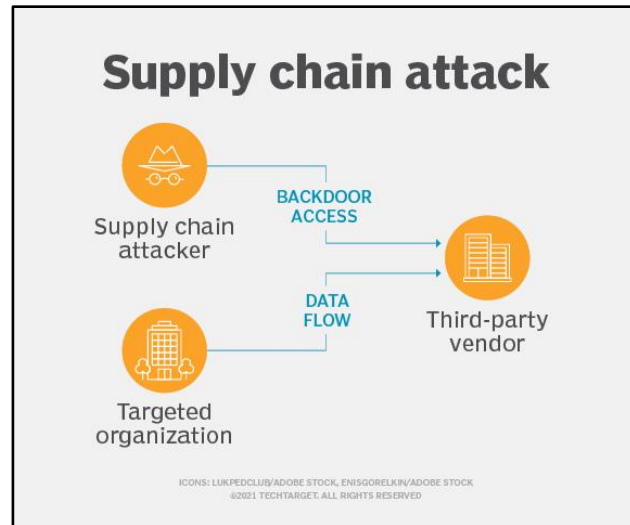 Supply chain attack
BACKDOOR
ACCESS
Supply chain
attacker
DATA
FLOW
Third-party
vendor
Targeted
organization
ICONS: LUKPEDCLUB/ADOBE STOCK, ENISGORELKIN/ADOBE STOCK
©2021 TECHTARGET. ALL RIGHTS RESERVED